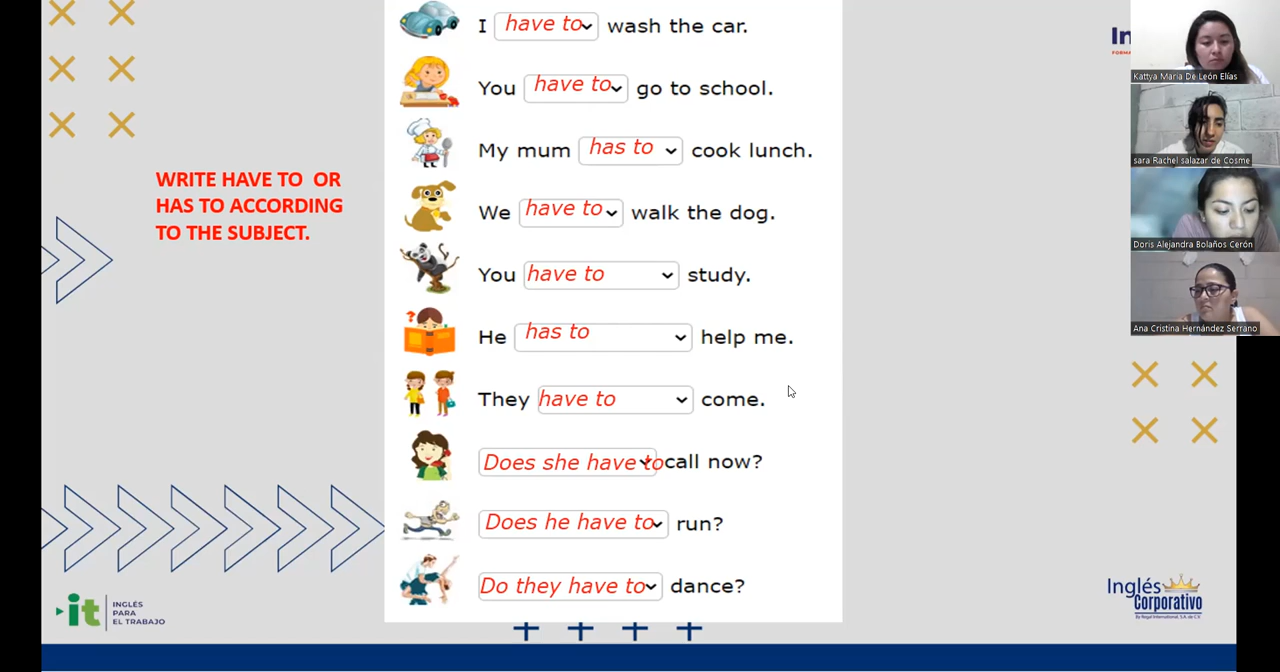 WRITE HAVE TO OR
HAS TO ACCORDING
TO THE SUBJECT.
I have to wash the car.
You have to go to school.
My mum has to cook lunch.
We have to walk the dog.
You have to study.
He has to help me.
They have to come.
Does she have to call now?
Does he have to run?
Do they have to dance?
it
INGLÉS
PARA
EL TRABAJO
Inglés
Corporativo
Kattya Maria De León Elías
sara Rachel salazar de Cosme
Doris Alejandra Bolaños Cerón
Ana Cristina Hernández Serrano